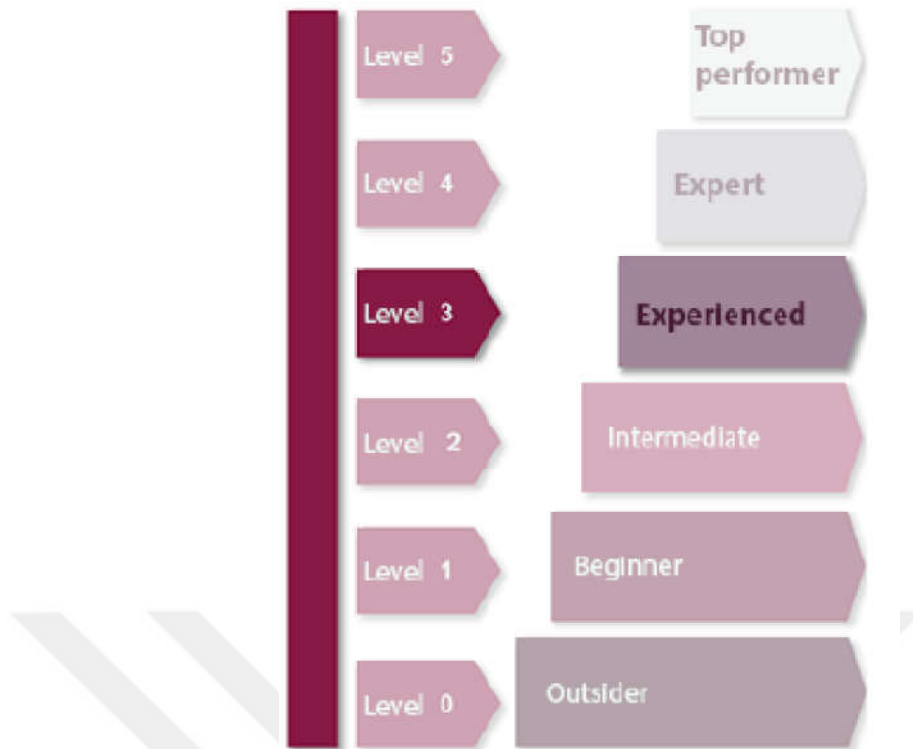 Level 5
Top
performer
Level 4
Expert
Level 3
Experienced
Level 2
Intermediate
Level 1
Beginner
Level 0
Outsider